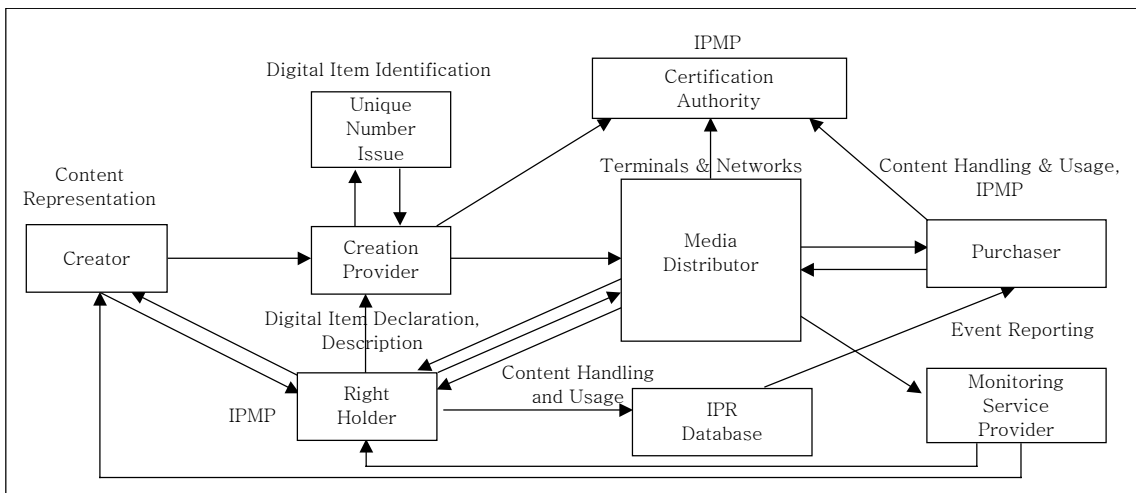 IPMP
Digital Item Identification
Certification
Authority
Unique
Number
Issue
Terminals & Networks
Content Handling & Usage,
IPMP
Content
Representation
Creator
Creation
Provider
Media
Distributor
Purchaser
Digital Item Declaration,
Description
Event Reporting
Content Handling
and Usage
IPMP
Right
Holder
IPR
Database
Monitoring
Service
Provider